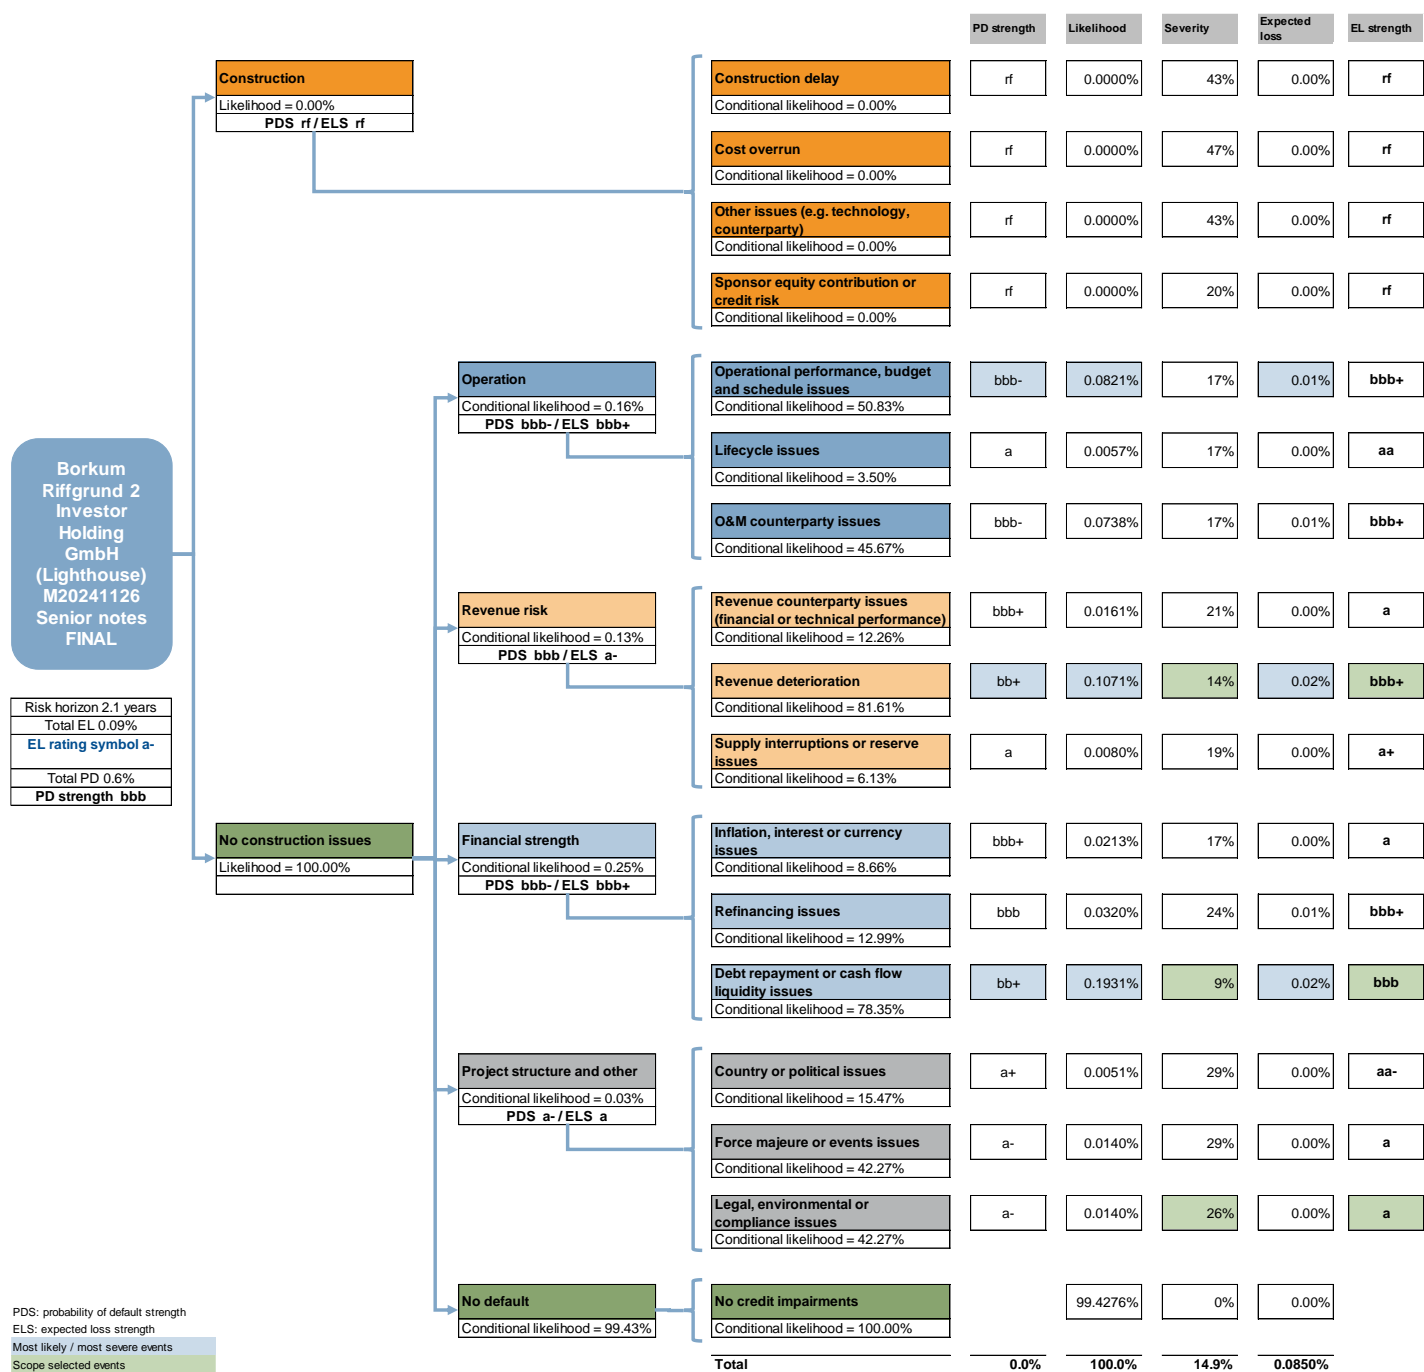 PD strength
Likelihood
Severity
Expected
loss
EL strength
Construction
Likelihood = 0.00%
PDS rf / ELS rf
Construction delay
Conditional likelihood = 0.00%
rf
0.0000%
43%
0.00%
rf
Cost overrun
Conditional likelihood = 0.00%
rf
0.0000%
47%
0.00%
rf
Other issues (e.g. technology,
counterparty)
Conditional likelihood = 0.00%
rf
0.0000%
43%
0.00%
rf
Sponsor equity contribution or
credit risk
Conditional likelihood = 0.00%
rf
0.0000%
20%
0.00%
rf
Operation
Conditional likelihood = 0.16%
PDS bbb- / ELS bbb+
Operational performance, budget
and schedule issues
Conditional likelihood = 50.83%
bbb-
0.0821%
17%
0.01%
bbb+
Lifecycle issues
Conditional likelihood = 3.50%
a
0.0057%
17%
0.00%
aa
O&M counterparty issues
Conditional likelihood = 45.67%
bbb-
0.0738%
17%
0.01%
bbb+
Borkum
Riffgrund 2
Investor
Holding
GmbH
(Lighthouse)
M20241126
Senior notes
FINAL
Risk horizon 2.1 years
Total EL 0.09%
EL rating symbol a-
Total PD 0.6%
PD strength bbb
Revenue risk
Conditional likelihood = 0.13%
PDS bbb / ELS a-
Revenue counterparty issues
(financial or technical performance)
Conditional likelihood = 12.26%
bbb+
0.0161%
21%
0.00%
a
Revenue deterioration
Conditional likelihood = 81.61%
bb+
0.1071%
14%
0.02%
bbb+
Supply interruptions or reserve
issues
Conditional likelihood = 6.13%
a
0.0080%
19%
0.00%
a+
No construction issues
Likelihood = 100.00%
Financial strength
Conditional likelihood = 0.25%
PDS bbb- / ELS bbb+
Inflation, interest or currency
issues
Conditional likelihood = 8.66%
bbb+
0.0213%
17%
0.00%
a
Refinancing issues
Conditional likelihood = 12.99%
bbb
0.0320%
24%
0.01%
bbb+
Debt repayment or cash flow
liquidity issues
Conditional likelihood = 78.35%
bb+
0.1931%
9%
0.02%
bbb
Project structure and other
Conditional likelihood = 0.03%
PDS a- / ELS a
Country or political issues
Conditional likelihood = 15.47%
a+
0.0051%
29%
0.00%
aa-
Force majeure or events issues
Conditional likelihood = 42.27%
a-
0.0140%
29%
0.00%
a
Legal, environmental or
compliance issues
Conditional likelihood = 42.27%
a-
0.0140%
26%
0.00%
a
No default
Conditional likelihood = 99.43%
No credit impairments
Conditional likelihood = 100.00%
99.4276%
0%
0.00%
PDS: probability of default strength
ELS: expected loss strength
Most likely / most severe events
Scope selected events
Total
0.0%
100.0%
14.9%
0.0850%